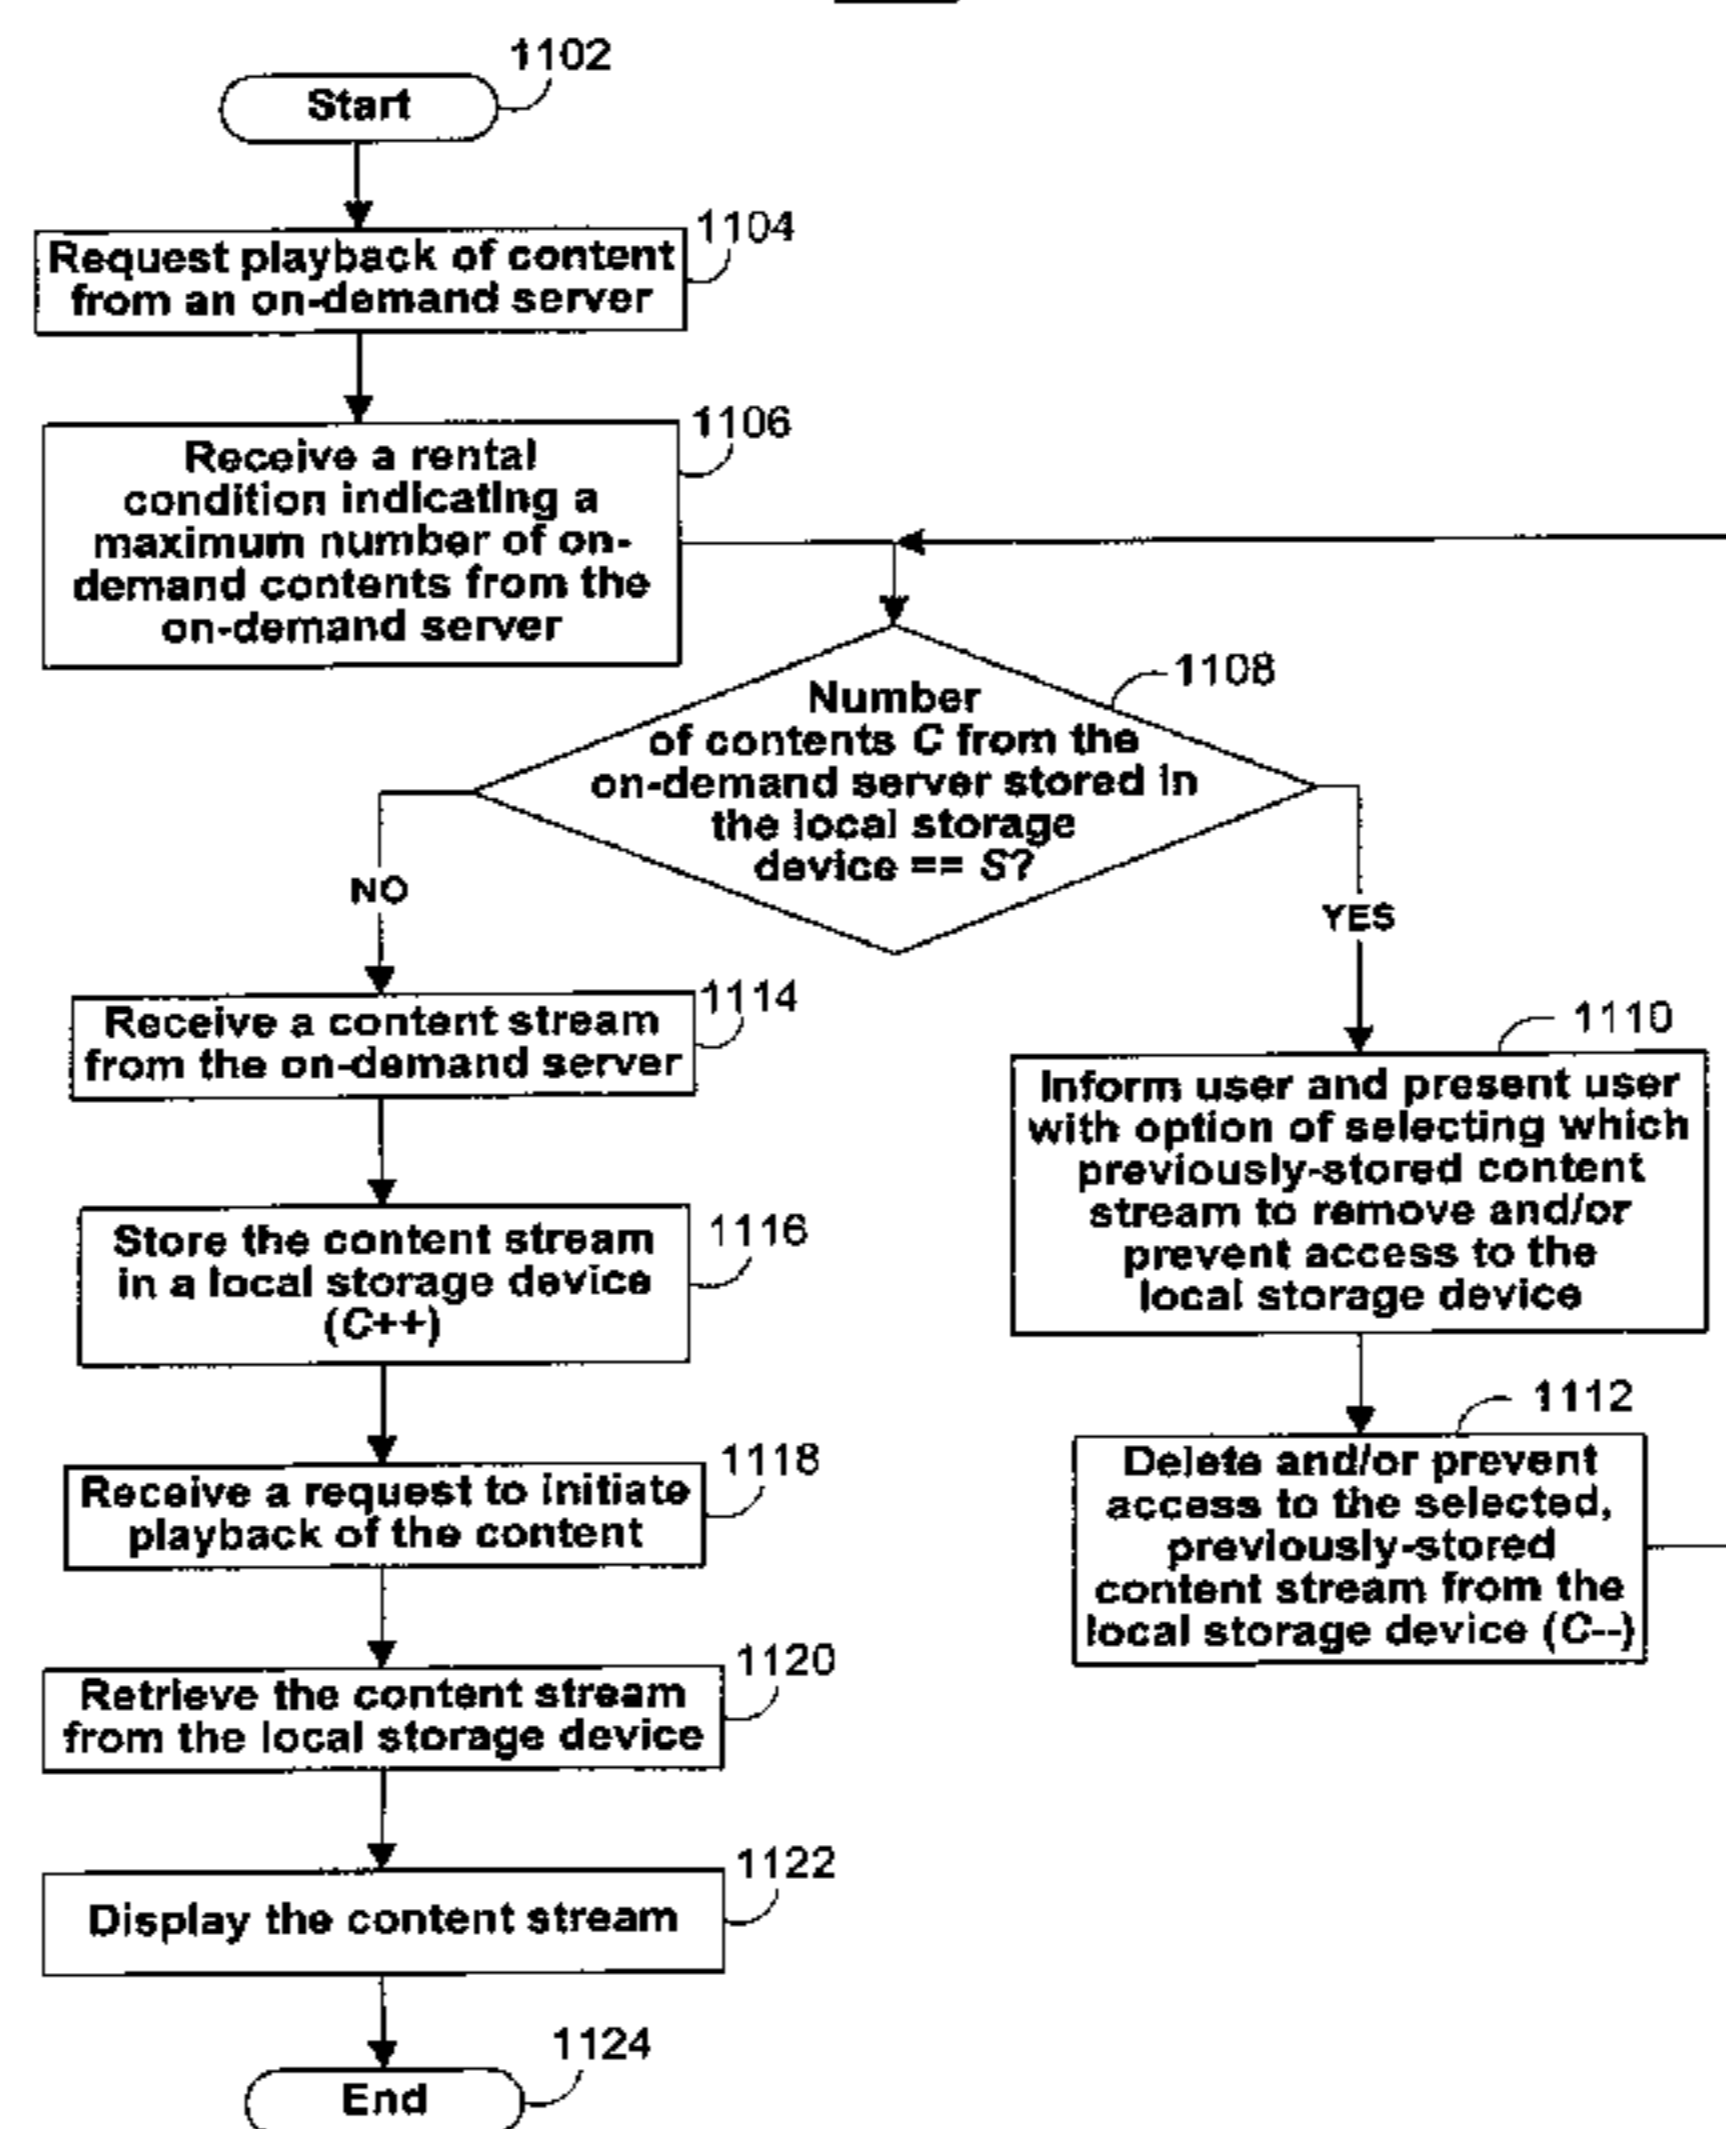 1102
Start
1104
Request playback of content
from an on-demand server
1106
Receive a rental
condition indicating a
maximum number of on-
demand contents from the
on-demand server
1108
Number
of contents C from the
on-demand server stored in
the local storage
device == S?
NO
YES
1114
Receive a content stream
from the on-demand server
1110
Inform user and present user
with option of selecting which
previously-stored content
stream to remove and/or
prevent access to the
local storage device
1116
Store the content stream
in a local storage device
(C++)
1112
Delete and/or prevent
access to the selected,
previously-stored
content stream from the
local storage device (C--)
1118
Receive a request to initiate
playback of the content
1120
Retrieve the content stream
from the local storage device
1122
Display the content stream
1124
End